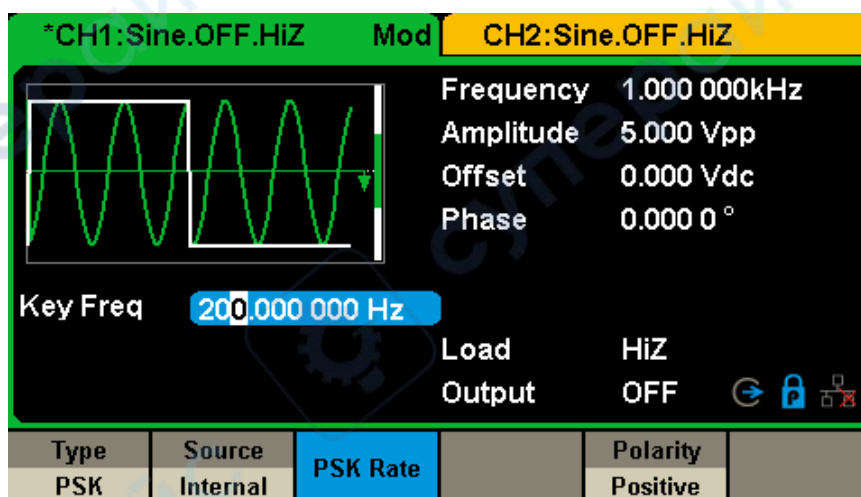 *CH1:Sine.OFF.HiZ Mod CH2:Sine.OFF.HiZ
Frequency 1.000 000kHz
Amplitude 5.000 Vpp
Offset 0.000 Vdc
Phase 0.000 0 °
Key Freq 200.000 000 Hz
Load HiZ
Output OFF P
Type Source PSK Rate Polarity
PSK Internal Positive